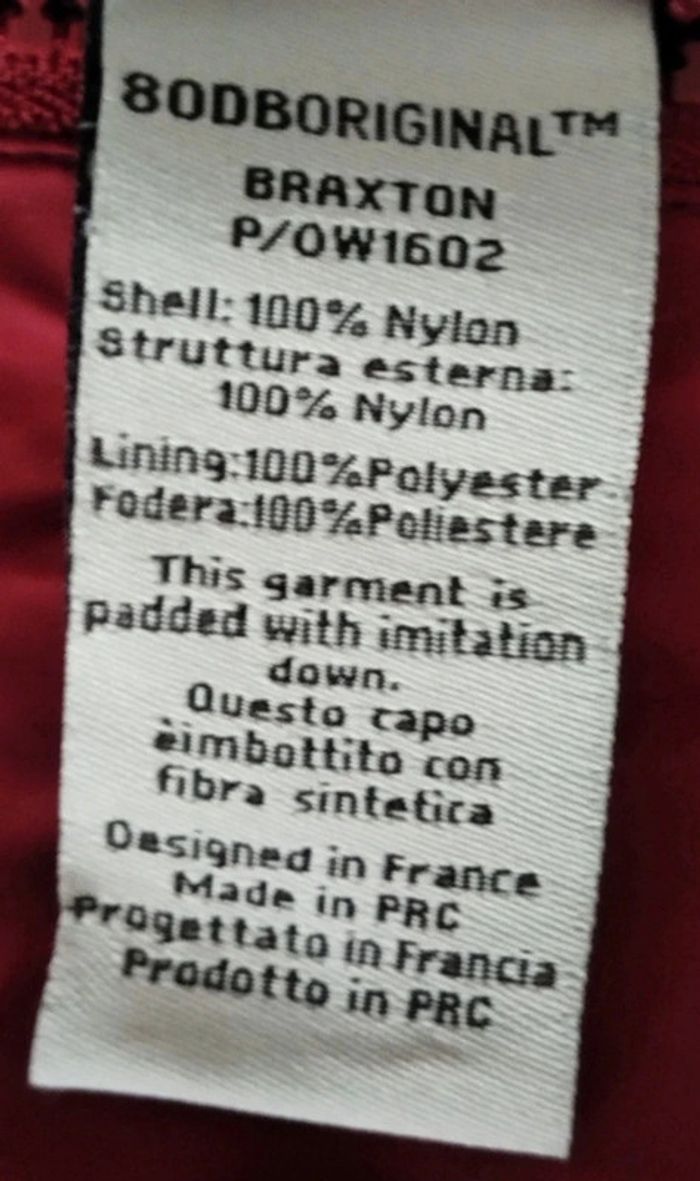 80DBORIGINAL™
BRAXTON
P/OW1602
Shell: 100% Nylon
Struttura esterna:
100% Nylon
Lining:100%Polyester
Fodera:100%Poliestere
This garment is
padded with imitation
down.
Questo capo
èimbottito con
fibra sintetica
Designed in France
Made in PRC
Progettato in Francia
Prodotto in PRC